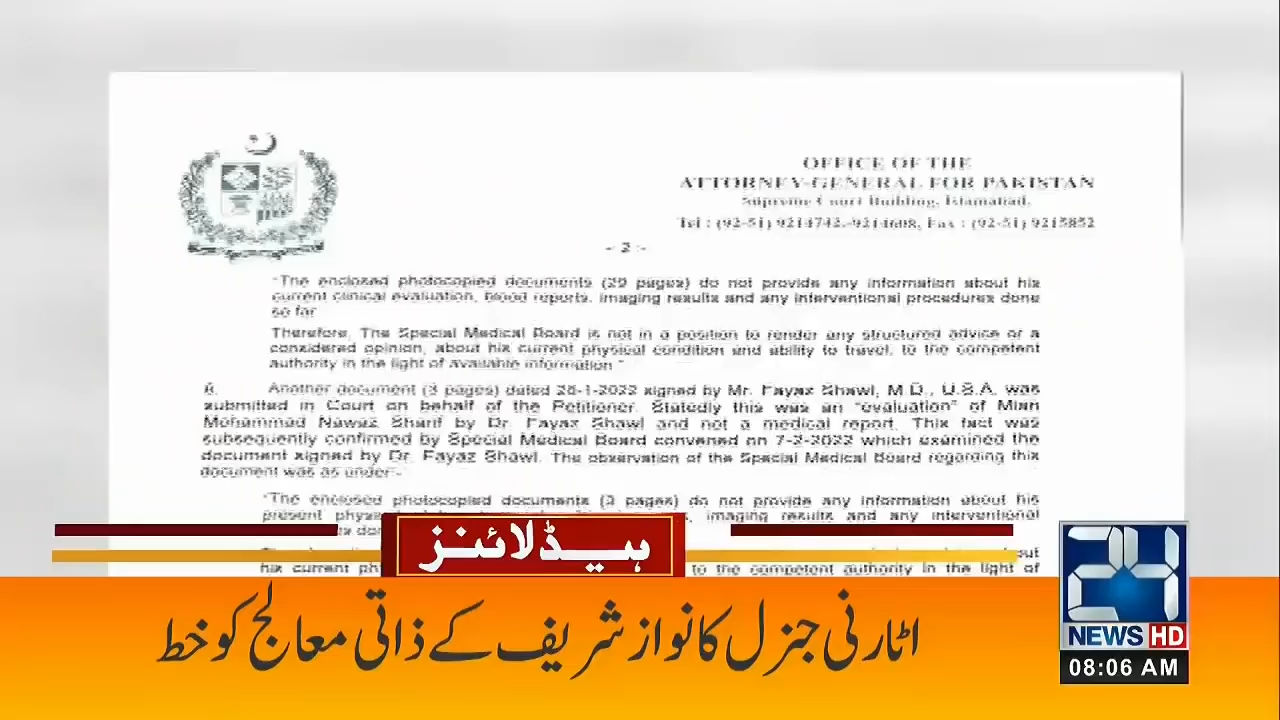 OFFICE OF THE
ATTORNEY-GENERAL FOR PAKISTAN
Supreme Court Building, Islamabad.
Tel : (92-51) 9214742-9214608, Fax : (92-51) 9215852
- 2 -
"The enclosed photocopied documents (29 pages) do not provide any information about his
current clinical evaluation, blood reports, imaging results and any interventional procedures done
so far
Therefore, The Special Medical Board is not in a position to render any structured advice or a
considered opinion, about his current physical condition and ability to travel, to the competent
authority in the light of available information."
6. Another document (3 pages) dated 28-1-2022 signed by Mr. Fayaz Shawl, M.D., U.S.A. was
submitted in Court on behalf of the Petitioner. Statedly this was an "evaluation" of Mian
Mohammad Nawaz Sharif by Dr. Fayaz Shawl and not a medical report. This fact was
subsequently confirmed by Special Medical Board convened on 7-2-2022 which examined the
document signed by Dr. Fayaz Shawl. The observation of the Special Medical Board regarding this
document was as under:-
"The enclosed photocopied documents (3 pages) do not provide any information about his
present imaging results and any interventional
his current to the competent authority in the light of
ہیڈلائنز
اٹارنی جنرل کا نواز شریف کے ذاتی معالج کو خط
24
NEWS HD
08:06 AM